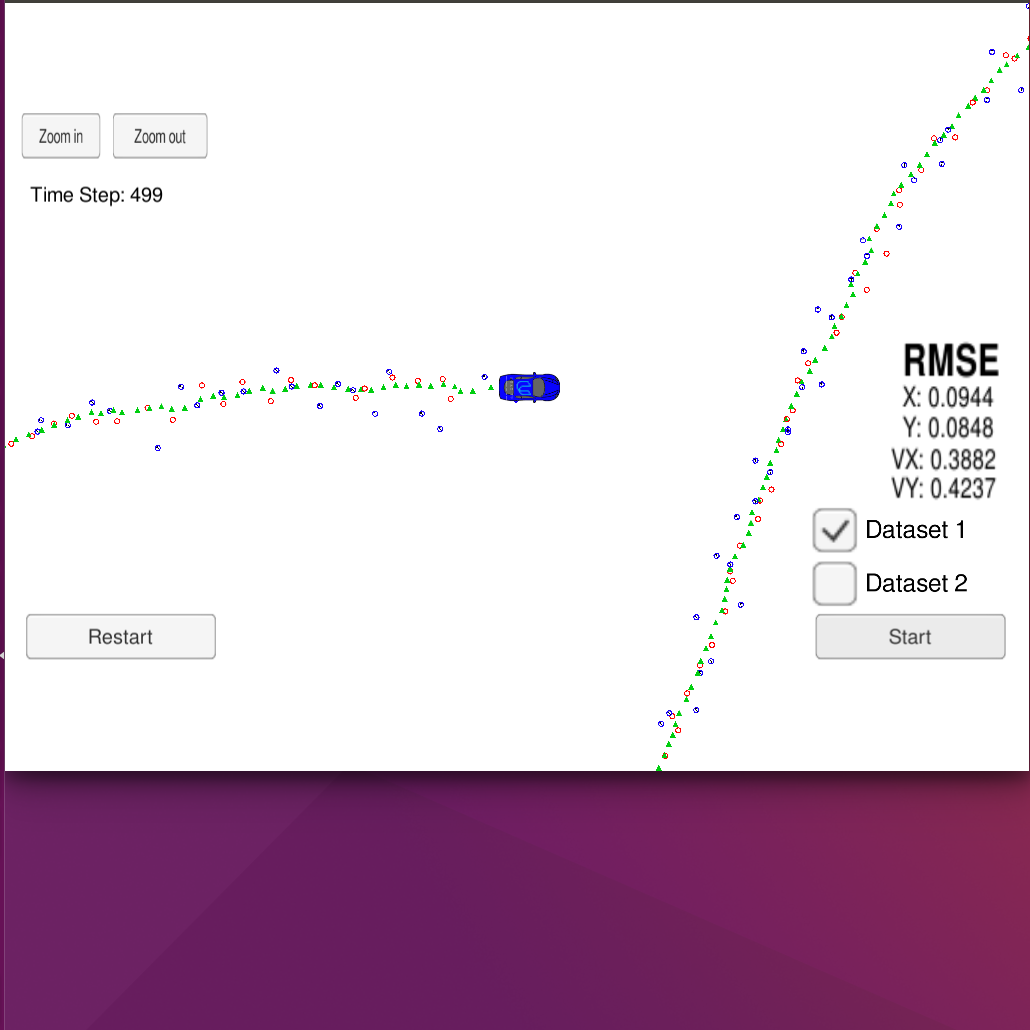 Zoom in
Zoom out
Time Step: 499
RMSE
X: 0.0944
Y: 0.0848
VX: 0.3882
VY: 0.4237
Dataset 1
Dataset 2
Restart
Start